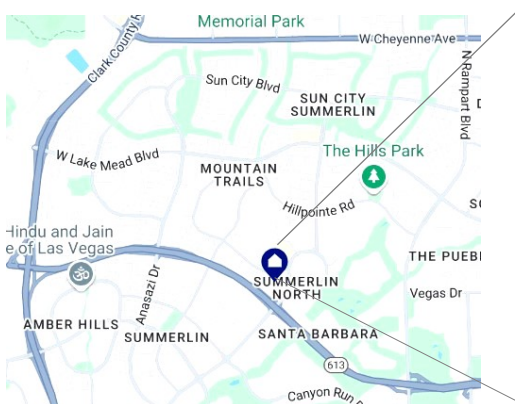 Memorial Park
W Cheyenne Ave
Clark County
Sun City Blvd
N Rampart Blvd
SUN CITY
SUMMERLIN
The Hills Park
W Lake Mead Blvd
MOUNTAIN
TRAILS
Hillpointe Rd
Hindu and Jain
e of Las Vegas
THE PUEB
SUMMERLIN
NORTH
Vegas Dr
Anasazi Dr
AMBER HILLS
SUMMERLIN
SANTA BARBARA
613
Canyon Run